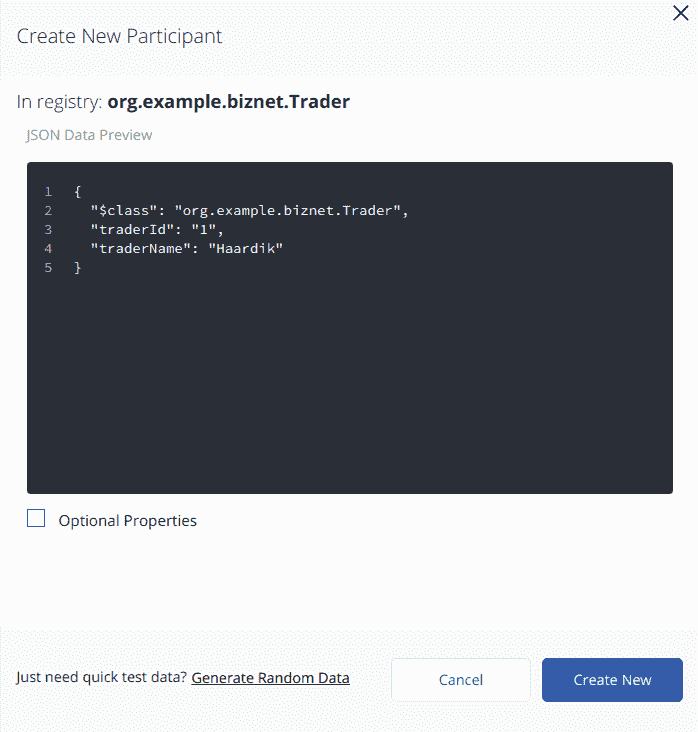 Create New Participant
In registry: org.example.biznet.Trader
JSON Data Preview
1 {
2 "$class": "org.example.biznet.Trader",
3 "traderId": "1",
4 "traderName": "Haardik"
5 }
Optional Properties
Just need quick test data? Generate Random Data
Cancel
Create New